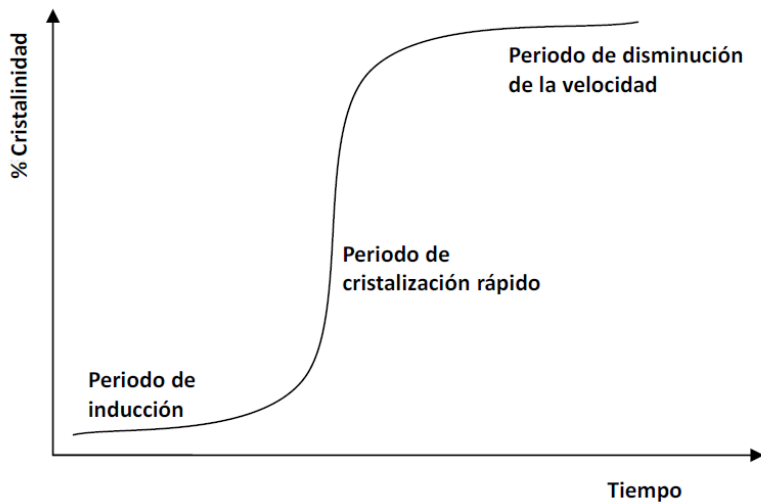 % Cristalinidad
Periodo de disminución
de la velocidad
Periodo de
cristalización rápido
Periodo de
inducción
Tiempo